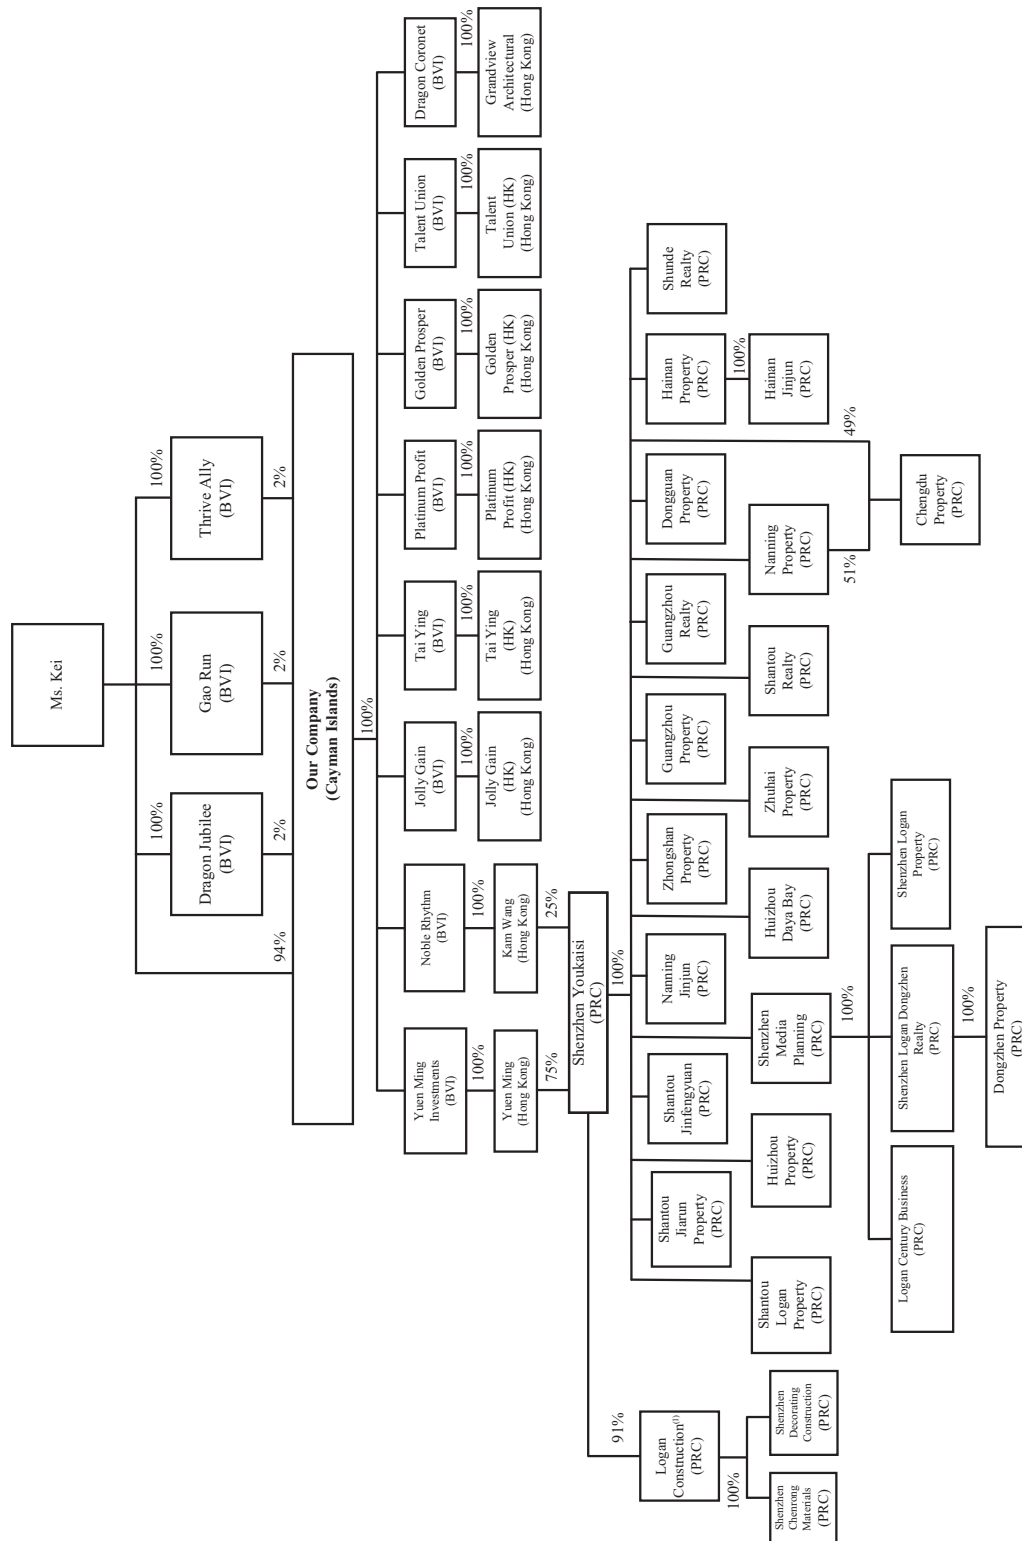 Ms. Kei
100%
100%
100%
Dragon Jubilee
(BVI)
Gao Run
(BVI)
Thrive Ally
(BVI)
94%
2%
2%
2%
Our Company
(Cayman Islands)
100%
Yuen Ming
Investments
(BVI)
Noble Rhythm
(BVI)
Jolly Gain
(BVI)
Tai Ying
(BVI)
Platinum Profit
(BVI)
Golden Prosper
(BVI)
Talent Union
(BVI)
Dragon Coronet
(BVI)
100%
100%
100%
100%
100%
100%
100%
100%
Yuen Ming
(Hong Kong)
Kam Wang
(Hong Kong)
Jolly Gain
(HK)
(Hong Kong)
Tai Ying
(HK)
(Hong Kong)
Platinum
Profit (HK)
(Hong Kong)
Golden
Prosper (HK)
(Hong Kong)
Talent
Union (HK)
(Hong Kong)
Grandview
Architectural
(Hong Kong)
75%
25%
Shenzhen Youkaisi
(PRC)
91%
100%
Logan
Construction(1)
(PRC)
100%
Shenzhen
Chenrong
Materials
(PRC)
Shenzhen
Decorating
Construction
(PRC)
Shantou
Jiarun
Property
(PRC)
Shantou
Jinfengyuan
(PRC)
Nanning
Jinjun
(PRC)
Zhongshan
Property
(PRC)
Guangzhou
Property
(PRC)
Guangzhou
Realty
(PRC)
Dongguan
Property
(PRC)
Hainan
Property
(PRC)
Shunde
Realty
(PRC)
100%
Shantou
Logan
Property
(PRC)
Huizhou
Property
(PRC)
Shenzhen
Media
Planning
(PRC)
Huizhou
Daya Bay
(PRC)
Zhuhai
Property
(PRC)
Shantou
Realty
(PRC)
Nanning
Property
(PRC)
Hainan
Jinjun
(PRC)
100%
51%
49%
Logan Century Business
(PRC)
Shenzhen Logan Dongzhen
Realty
(PRC)
Shenzhen Logan
Property
(PRC)
Chengdu
Property
(PRC)
100%
Dongzhen Property
(PRC)